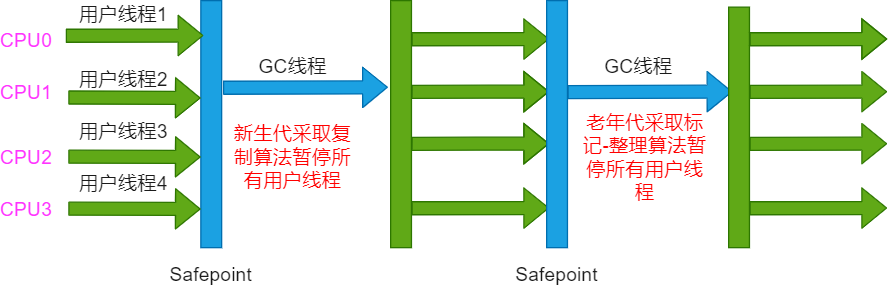 CPU0
用户线程1
CPU1
用户线程2
CPU2
用户线程3
CPU3
用户线程4
GC线程
新生代采取复
制算法暂停所
有用户线程
Safepoint
GC线程
老年代采取标
记-整理算法暂
停所有用户线
程
Safepoint